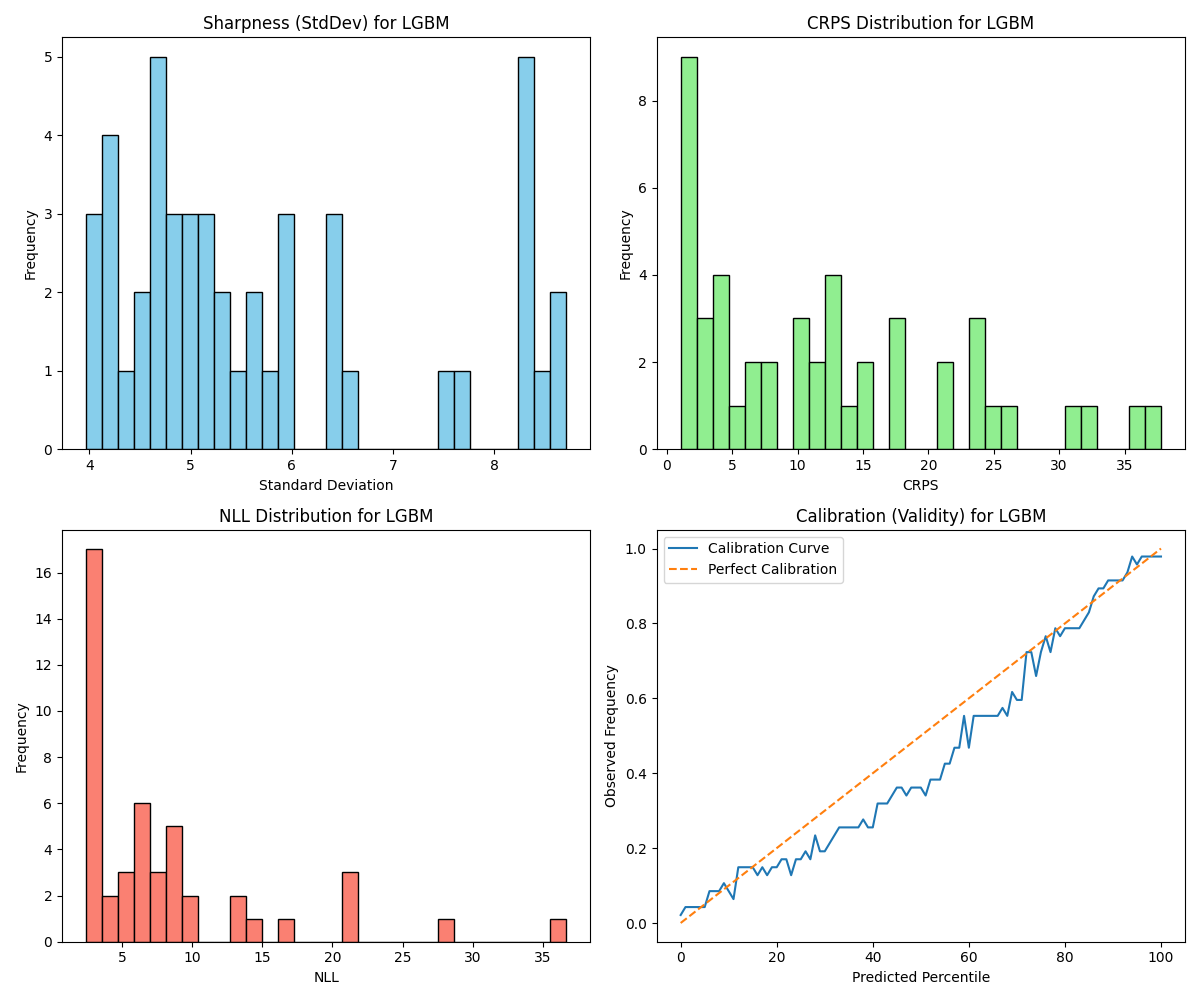 Sharpness (StdDev) for LGBM
5
4
3
2
1
0
Frequency
4 5 6 7 8
Standard Deviation
CRPS Distribution for LGBM
8
6
4
2
0
Frequency
0 5 10 15 20 25 30 35
CRPS
NLL Distribution for LGBM
16
14
12
10
8
6
4
2
0
Frequency
5 10 15 20 25 30 35
NLL
Calibration (Validity) for LGBM
Calibration Curve
Perfect Calibration
1.0
0.8
0.6
0.4
0.2
0.0
Observed Frequency
0 20 40 60 80 100
Predicted Percentile